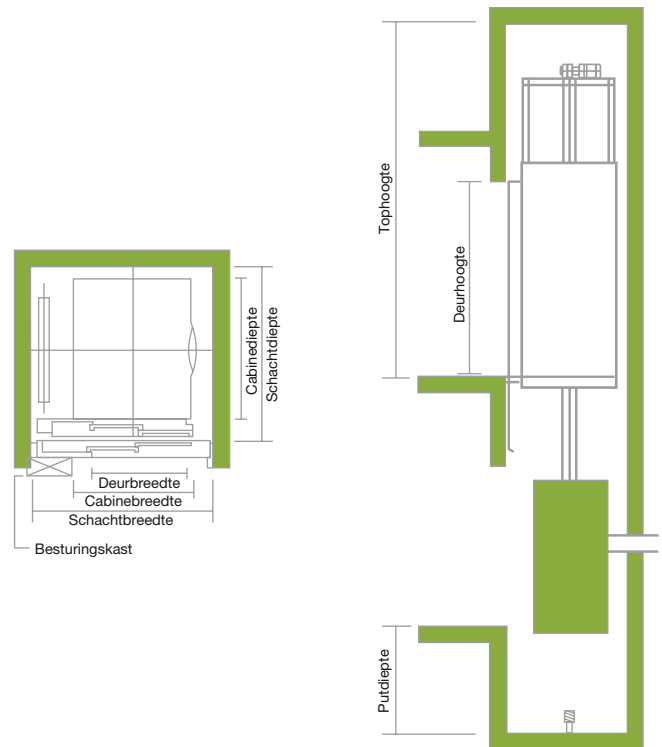 Tophoogte
Deurhoogte
Cabinediepte
Schachtdiepte
Deurbreedte
Cabinebreedte
Schachtbreedte
Besturingskast
Putdiepte